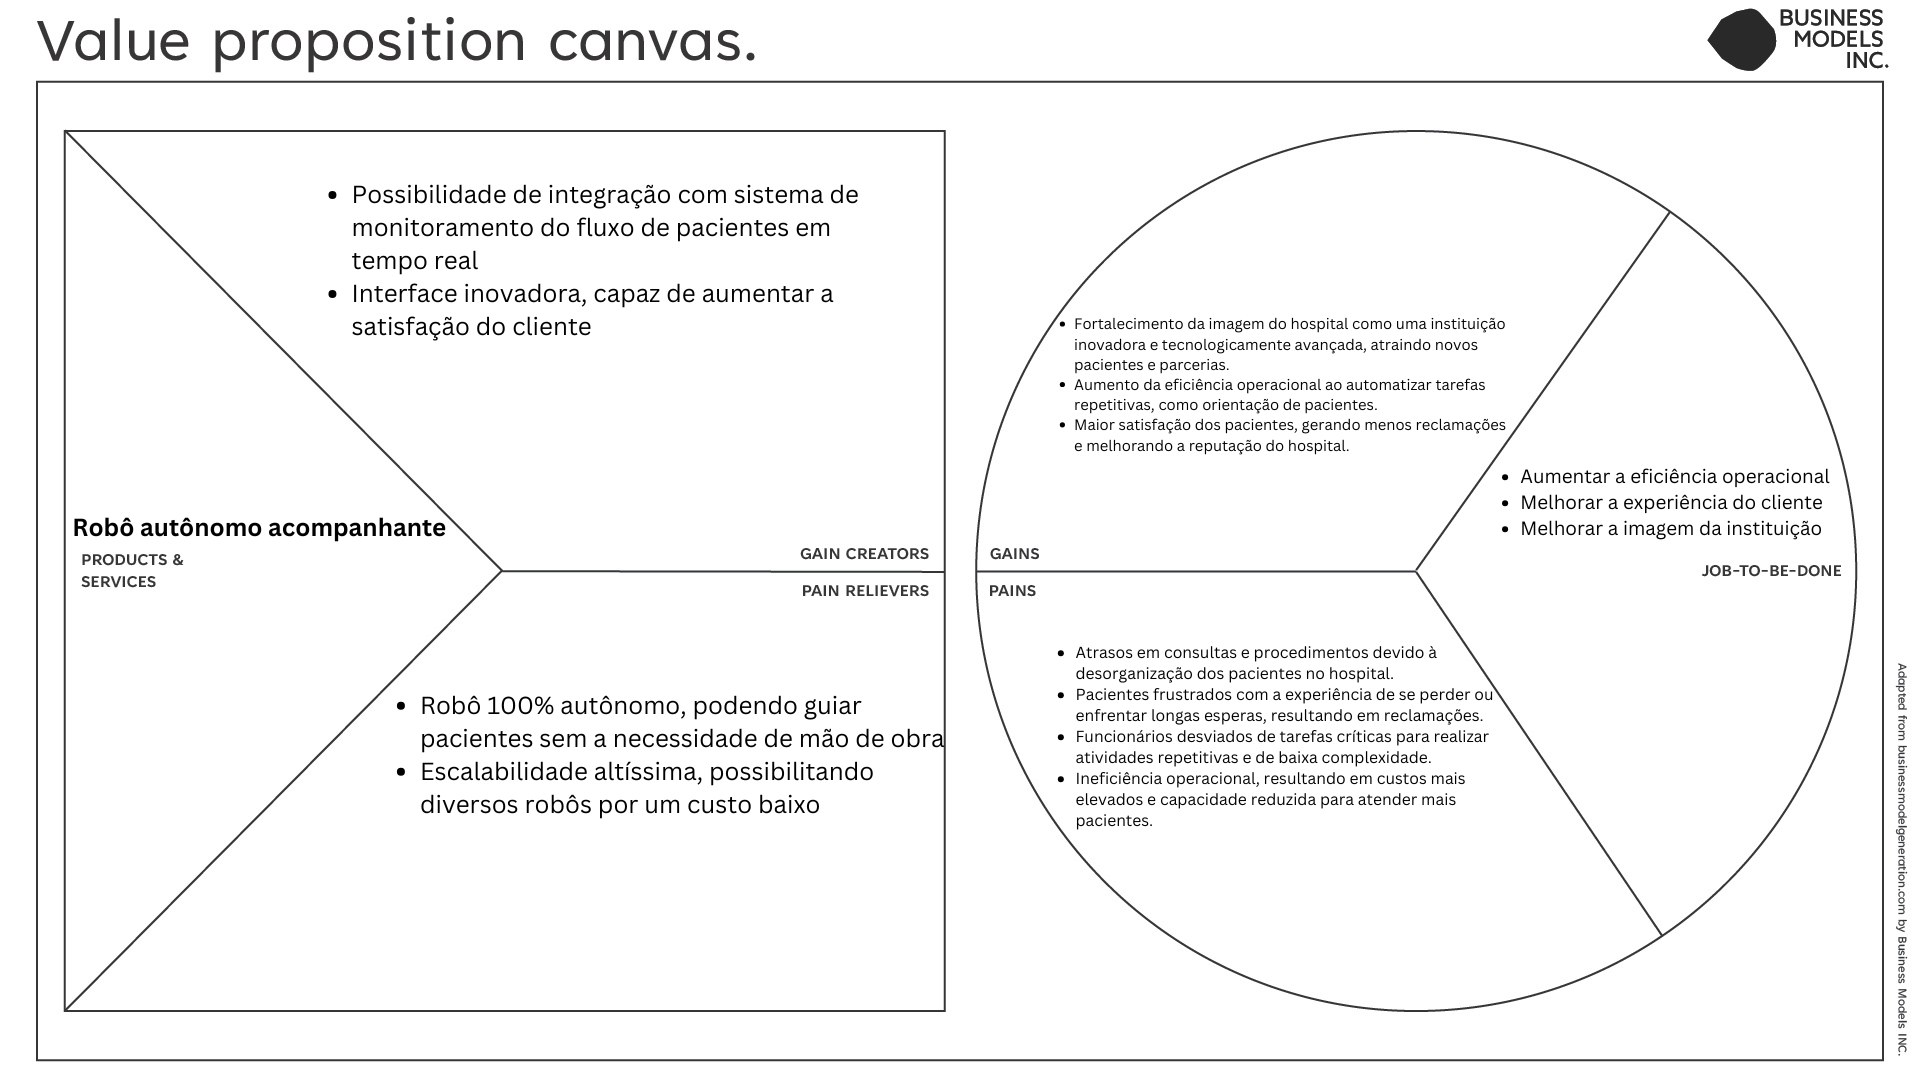 Value proposition canvas.
BUSINESS
MODELS
INC.
Possibilidade de integração com sistema de
monitoramento do fluxo de pacientes em
tempo real
Interface inovadora, capaz de aumentar a
satisfação do cliente
Robô autônomo acompanhante
PRODUCTS &
SERVICES
GAIN CREATORS
PAIN RELIEVERS
Robô 100% autônomo, podendo guiar
pacientes sem a necessidade de mão de obra
Escalabilidade altíssima, possibilitando
diversos robôs por um custo baixo
Fortalecimento da imagem do hospital como uma instituição
inovadora e tecnologicamente avançada, atraindo novos
pacientes e parcerias.
Aumento da eficiência operacional ao automatizar tarefas
repetitivas, como orientação de pacientes.
Maior satisfação dos pacientes, gerando menos reclamações
e melhorando a reputação do hospital.
GAINS
PAINS
Atrasos em consultas e procedimentos devido à
desorganização dos pacientes no hospital.
Pacientes frustrados com a experiência de se perder ou
enfrentar longas esperas, resultando em reclamações.
Funcionários desviados de tarefas críticas para realizar
atividades repetitivas e de baixa complexidade.
Ineficiência operacional, resultando em custos mais
elevados e capacidade reduzida para atender mais
pacientes.
Aumentar a eficiência operacional
Melhorar a experiência do cliente
Melhorar a imagem da instituição
JOB-TO-BE-DONE
Adapted from businessmodelgeneration.com by Business Models INC.